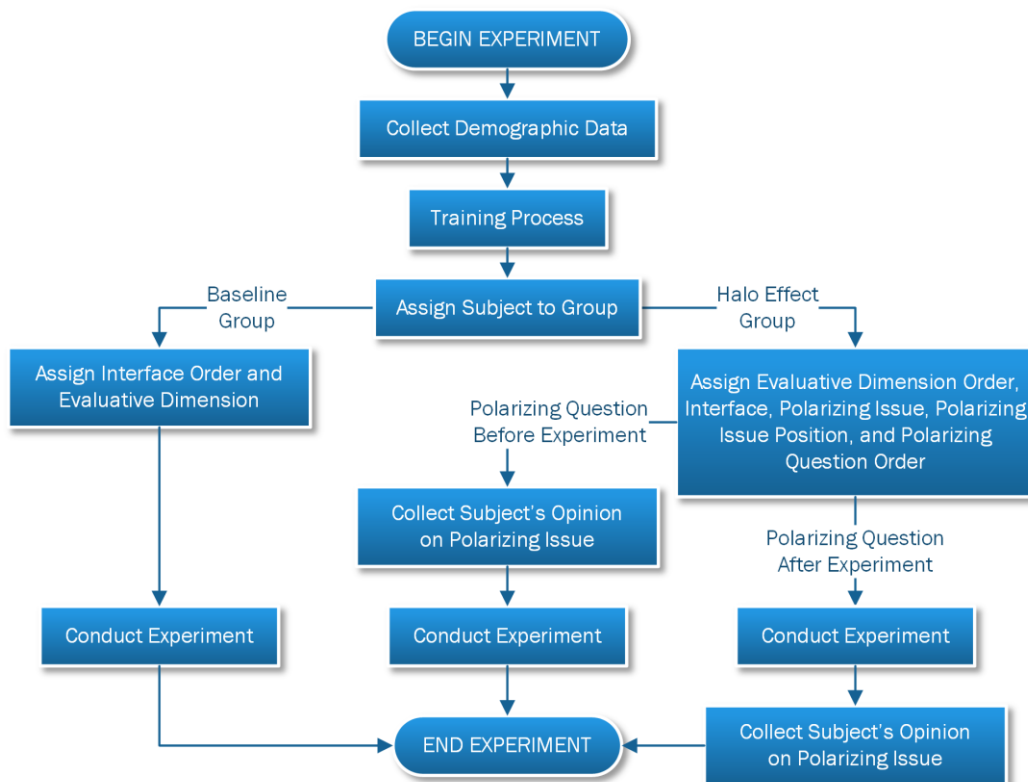 BEGIN EXPERIMENT
Collect Demographic Data
Training Process
Baseline
Group
Assign Subject to Group
Halo Effect
Group
Assign Interface Order and
Evaluative Dimension
Assign Evaluative Dimension Order,
Interface, Polarizing Issue, Polarizing
Issue Position, and Polarizing
Question Order
Polarizing Question
Before Experiment
Collect Subject's Opinion
on Polarizing Issue
Polarizing Question
After Experiment
Conduct Experiment
Conduct Experiment
Conduct Experiment
END EXPERIMENT
Collect Subject's Opinion
on Polarizing Issue